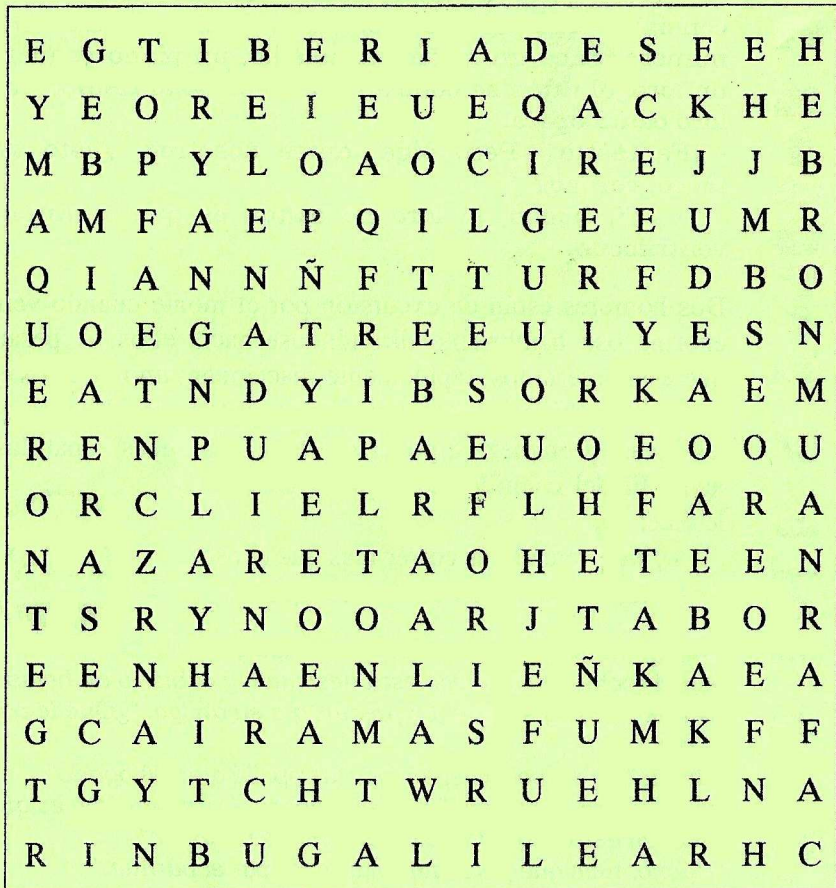 E G T I B E R I A D E S E E H
Y E O R E I E U E Q A C K H E
M B P Y L O A O C I R E J J B
A M F A E P Q I L G E E U M R
Q I A N N Ñ F T T U R F D B O
U O E G A T R E E U I Y E S N
E A T N D Y I B S O R K A E M
R E N P U A P A E U O E O O U
O R C L I E L R F L H F A R A
N A Z A R E T A O H E T E E N
T S R Y N O O A R J T A B O R
E E N H A E N L I E Ñ K A E A
G C A I R A M A S F U M K F F
T G Y T C H T W R U E H L N A
R I N B U G A L I L E A R H C